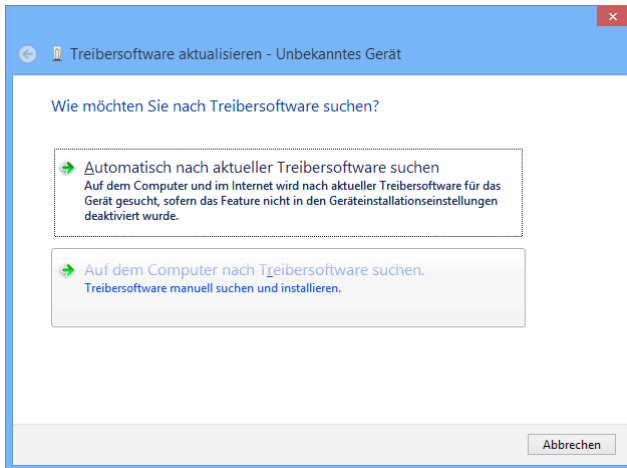 Treibersoftware aktualisieren - Unbekanntes Gerät
Wie möchten Sie nach Treibersoftware suchen?
Automatisch nach aktueller Treibersoftware suchen
Auf dem Computer und im Internet wird nach aktueller Treibersoftware für das
Gerät gesucht, sofern das Feature nicht in den Geräteinstallationseinstellungen
deaktiviert wurde.
Auf dem Computer nach Treibersoftware suchen.
Treibersoftware manuell suchen und installieren.
Abbrechen